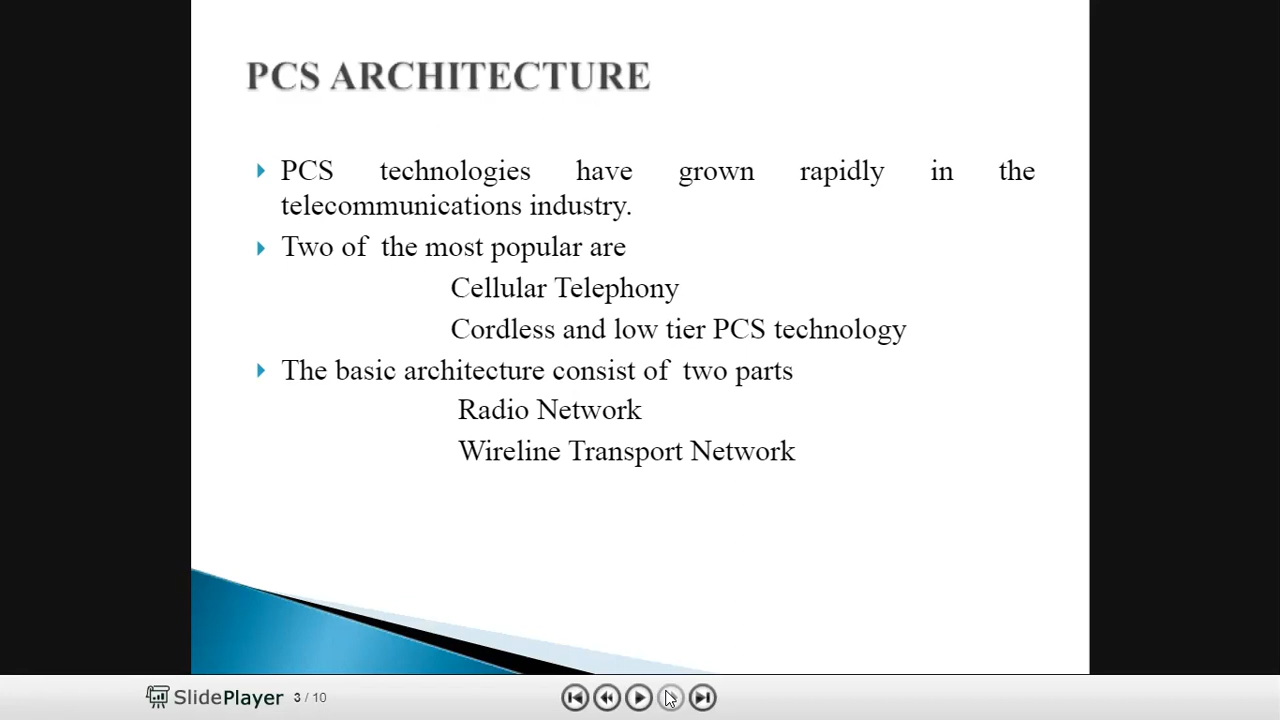 PCS ARCHITECTURE
PCS technologies have grown rapidly in the
telecommunications industry.
Two of the most popular are
Cellular Telephony
Cordless and low tier PCS technology
The basic architecture consist of two parts
Radio Network
Wireline Transport Network
SlidePlayer 3 / 10